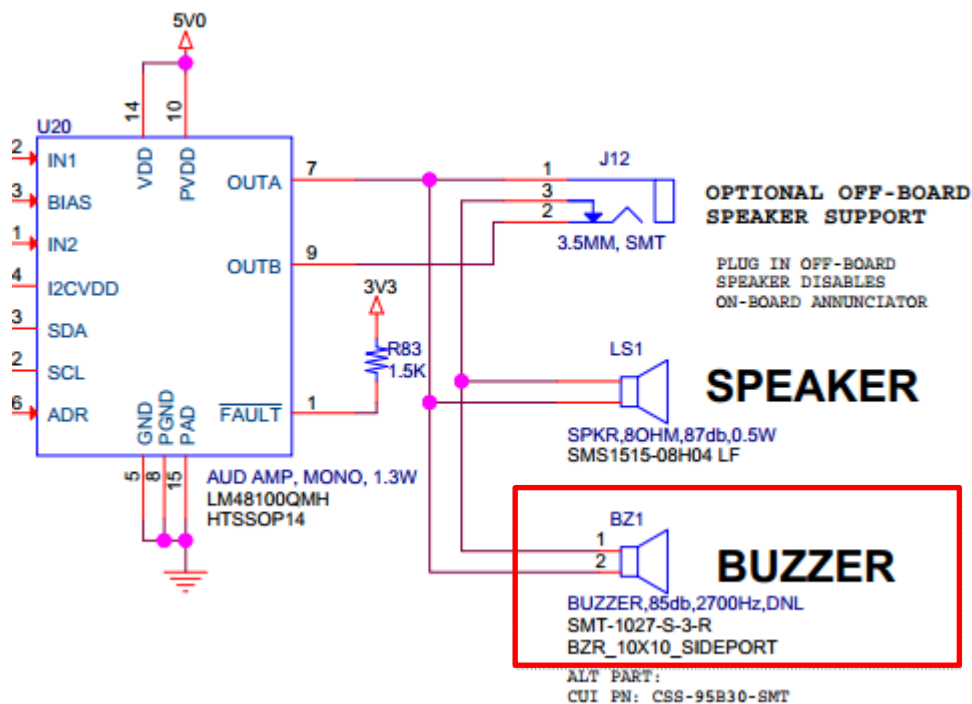 5V0
14
10
U20
2
IN1
VDD
PVDD
OUTA
7
3
BIAS
1
IN2
OUTB
9
4
I2CVDD
3
SDA
2
SCL
6
ADR
GND
PGND
PAD
FAULT
1
5
8
15
3V3
R83
1.5K
AUD AMP, MONO, 1.3W
LM48100QMH
HTSSOP14
J12
1
3
2
3.5MM, SMT
OPTIONAL OFF-BOARD
SPEAKER SUPPORT
PLUG IN OFF-BOARD
SPEAKER DISABLES
ON-BOARD ANNUNCIATOR
LS1
SPEAKER
SPKR,8OHM,87db,0.5W
SMS1515-08H04 LF
BZ1
1
2
BUZZER
BUZZER,85db,2700Hz,DNL
SMT-1027-S-3-R
BZR_10X10_SIDEPORT
ALT PART:
CUI PN: CSS-95B30-SMT